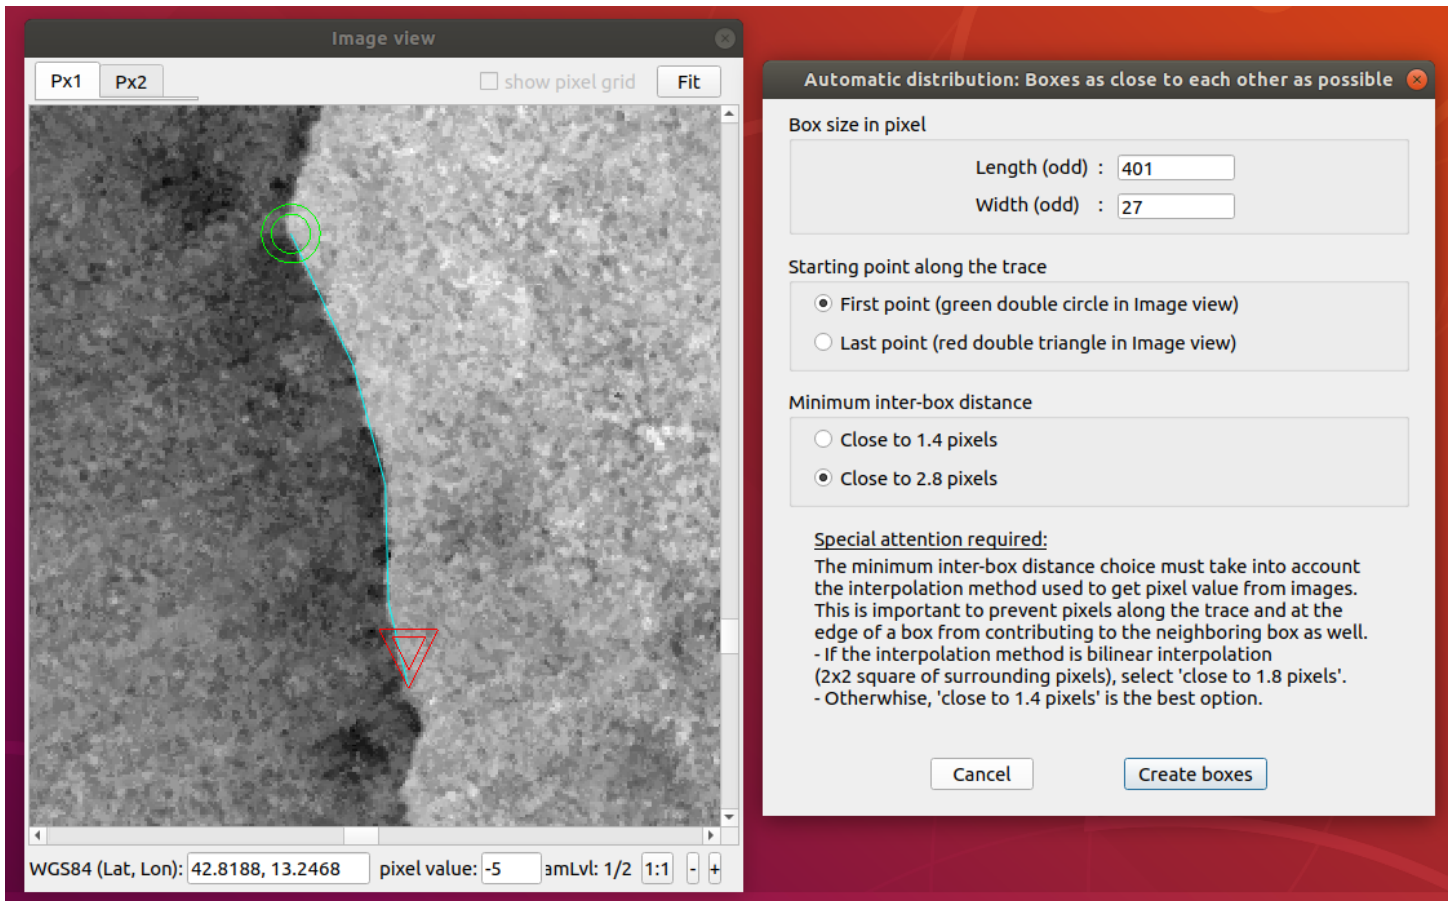 Image view
Px1 Px2 show pixel grid Fit
WGS84 (Lat, Lon): 42.8188, 13.2468 pixel value: -5 amLvl: 1/2 1:1 - +
Automatic distribution: Boxes as close to each other as possible
Box size in pixel
Length (odd) : 401
Width (odd) : 27
Starting point along the trace
First point (green double circle in Image view)
Last point (red double triangle in Image view)
Minimum inter-box distance
Close to 1.4 pixels
Close to 2.8 pixels
Special attention required:
The minimum inter-box distance choice must take into account
the interpolation method used to get pixel value from images.
This is important to prevent pixels along the trace and at the
edge of a box from contributing to the neighboring box as well.
- If the interpolation method is bilinear interpolation
(2x2 square of surrounding pixels), select 'close to 1.8 pixels'.
- Otherwhise, 'close to 1.4 pixels' is the best option.
Cancel Create boxes